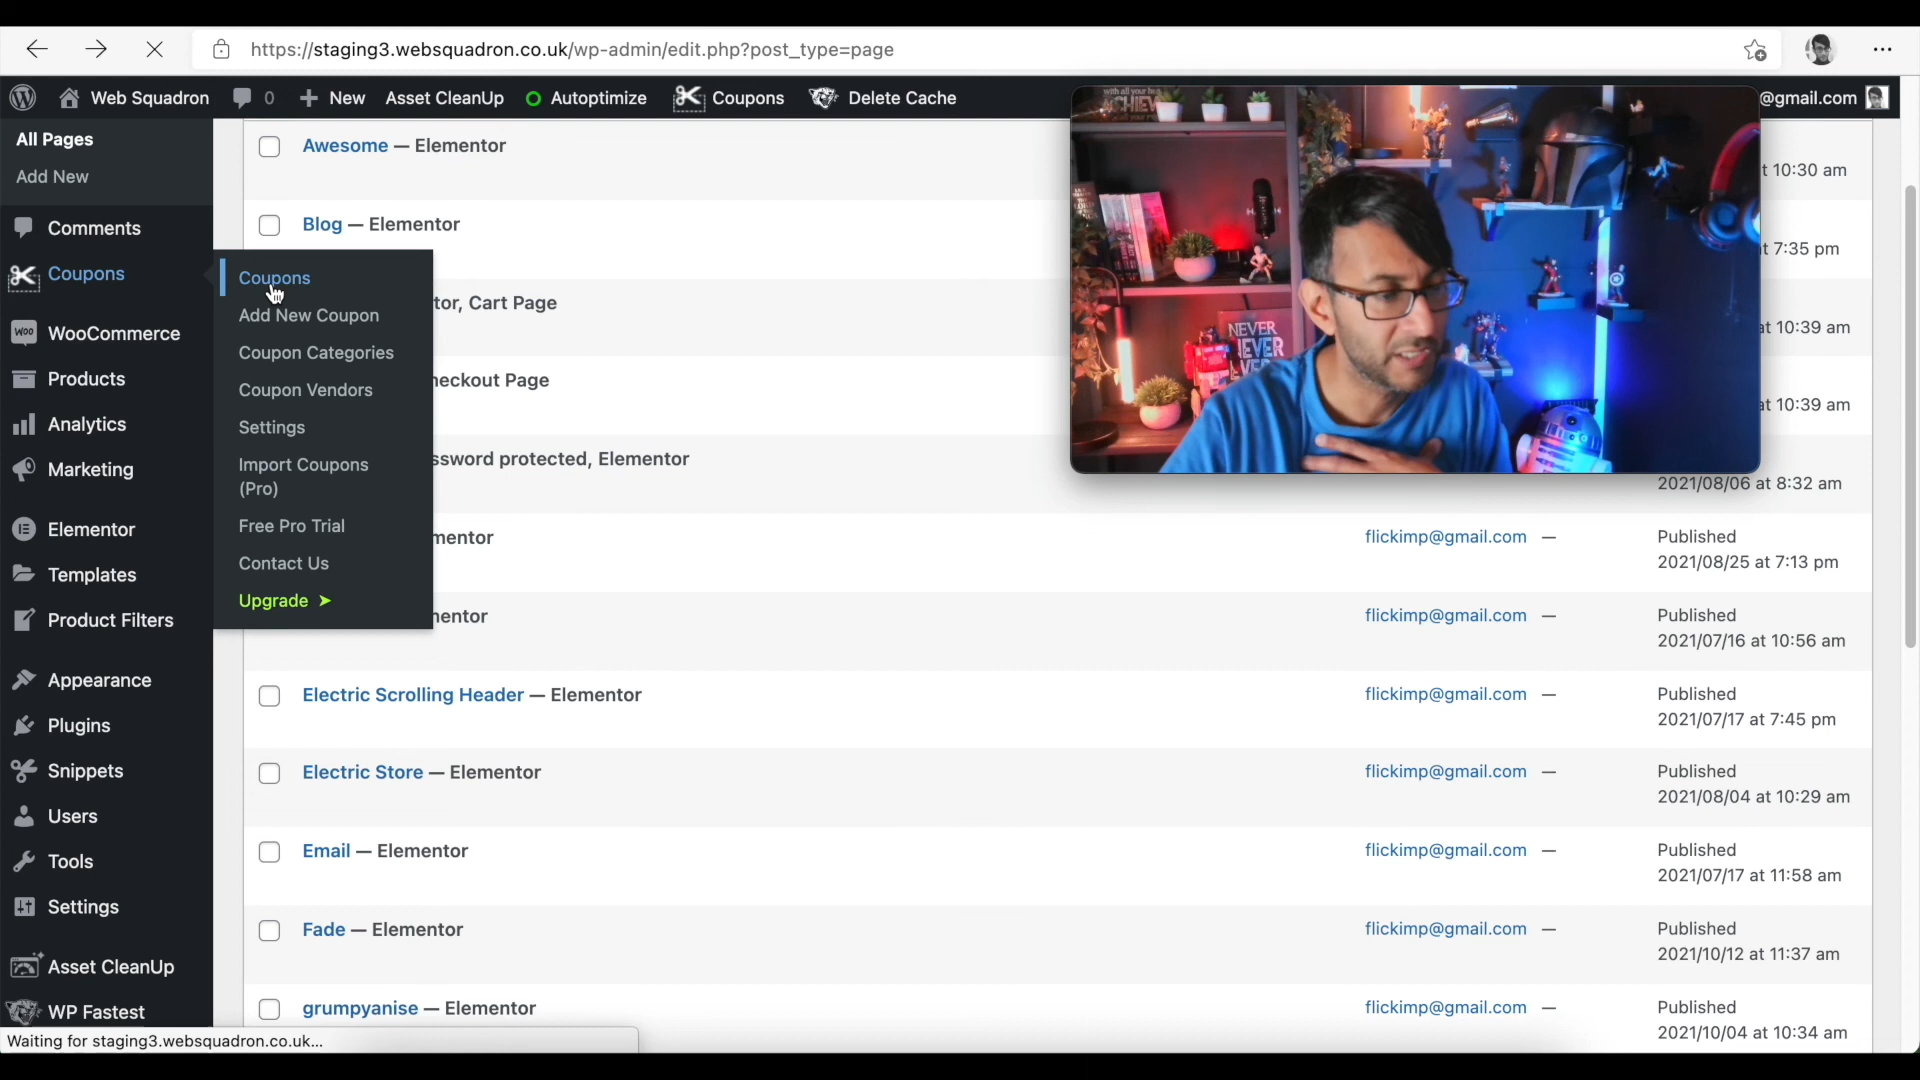 https://staging3.websquadron.co.uk/wp-admin/edit.php?post_type=page
Web Squadron 0 New Asset CleanUp Autoptimize Coupons Delete Cache @gmail.com
All Pages
Add New
Comments
Coupons
WOO WooCommerce
Products
Analytics
Marketing
Elementor
Templates
Product Filters
Appearance
Plugins
Snippets
Users
Tools
Settings
Asset CleanUp
WP Fastest
Coupons
Add New Coupon
Coupon Categories
Coupon Vendors
Settings
Import Coupons
(Pro)
Free Pro Trial
Contact Us
Upgrade ➤
Awesome — Elementor
t 10:30 am
Blog — Elementor
t 7:35 pm
tor, Cart Page
at 10:39 am
heckout Page
at 10:39 am
ssword protected, Elementor
2021/08/06 at 8:32 am
mentor flickimp@gmail.com — Published
2021/08/25 at 7:13 pm
nentor flickimp@gmail.com — Published
2021/07/16 at 10:56 am
Electric Scrolling Header — Elementor flickimp@gmail.com — Published
2021/07/17 at 7:45 pm
Electric Store — Elementor flickimp@gmail.com — Published
2021/08/04 at 10:29 am
Email — Elementor flickimp@gmail.com — Published
2021/07/17 at 11:58 am
Fade — Elementor flickimp@gmail.com — Published
2021/10/12 at 11:37 am
grumpyanise — Elementor flickimp@gmail.com — Published
2021/10/04 at 10:34 am
with all your
ACHIEV
NEVER
NEVER
Waiting for staging3.websquadron.co.uk...